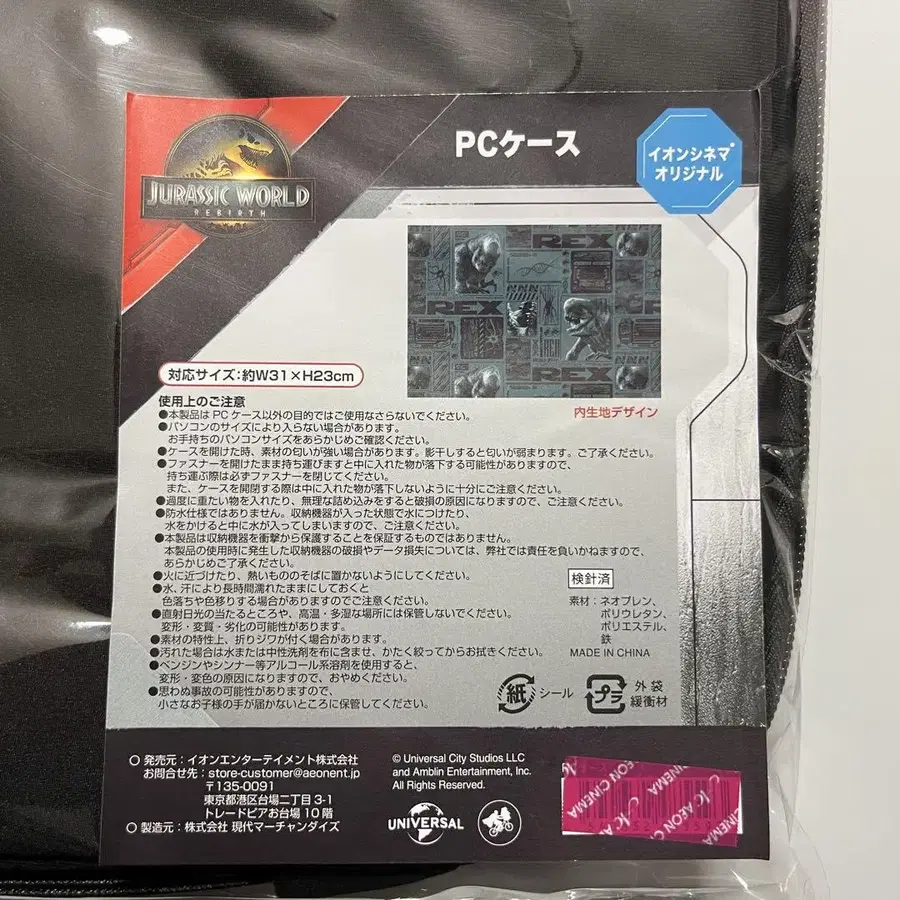 PCケース
イオンシネマ
オリジナル
JURASSIC WORLD
REBIRTH
REX
REX
REX
対応サイズ:約W31×H23cm
内生地デザイン
使用上のご注意
●本製品はPCケース以外の目的ではご使用なさらないでください。
●パソコンのサイズにより入らない場合があります。
お手持ちのパソコンサイズをあらかじめご確認ください。
●ケースを開けた時、素材の匂いが強い場合があります。影干しすると匂いが弱まります。ご了承ください。
●ファスナーを開けたまま持ち運びますと中に入れた物が落下する可能性がありますので、
持ち運ぶ際は必ずファスナーを閉じてください。
また、ケースを開閉する際は中に入れた物が落下しないように十分にご注意ください。
●過度に重たい物を入れたり、無理な詰め込みをすると破損の原因になりますので、ご注意ください。
●防水仕様ではありません。収納機器が入った状態で水につけたり、
水をかけると中に水が入ってしまいますので、ご注意ください。
●本製品は収納機器を衝撃から保護することを保証するものではありません。
本製品の使用時に発生した収納機器の破損やデータ損失については、弊社では責任を負いかねますので、
あらかじめご了承ください。
●火に近づけたり、熱いもののそばに置かないようにしてください。
●水、汗により長時間濡れたままにしておくと
色落ちや色移りする場合がありますのでご注意ください。
●直射日光の当たるところや、高温・多湿な場所には保管しないでください。
変形・変質・劣化の可能性があります。
●素材の特性上、折りジワが付く場合があります。
●汚れた場合は水または中性洗剤を布に含ませ、かたく絞ってからお拭きください。
●ベンジンやシンナー等アルコール系溶剤を使用すると、
変形・変色の原因になりますので、おやめください。
●思わぬ事故の可能性がありますので、
小さなお子様の手が届かないところに保管してください。
検針済
素材:ネオプレン、
ポリウレタン、
ポリエステル、
鉄
MADE IN CHINA
紙 シール
プラ 外袋
緩衝材
○発売元:イオンエンターテイメント株式会社
お問合せ先:store-customer@aeonent.jp
〒135-0091
東京都港区台場二丁目3-1
トレードピアお台場10階
○製造元:株式会社 現代マーチャンダイズ
© Universal City Studios LLC
and Amblin Entertainment, Inc.
All Rights Reserved.
UNIVERSAL
AEON CINEMA